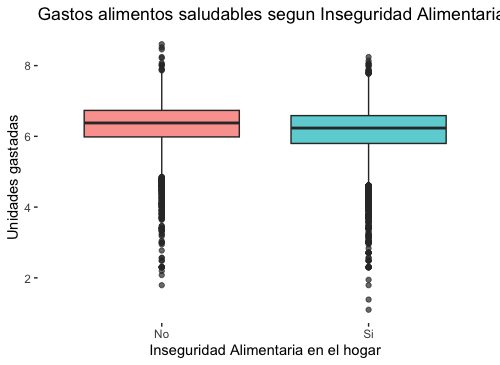 Gastos alimentos saludables segun Inseguridad Alimentaria
Unidades gastadas
8
6
4
2
No
Si
Inseguridad Alimentaria en el hogar